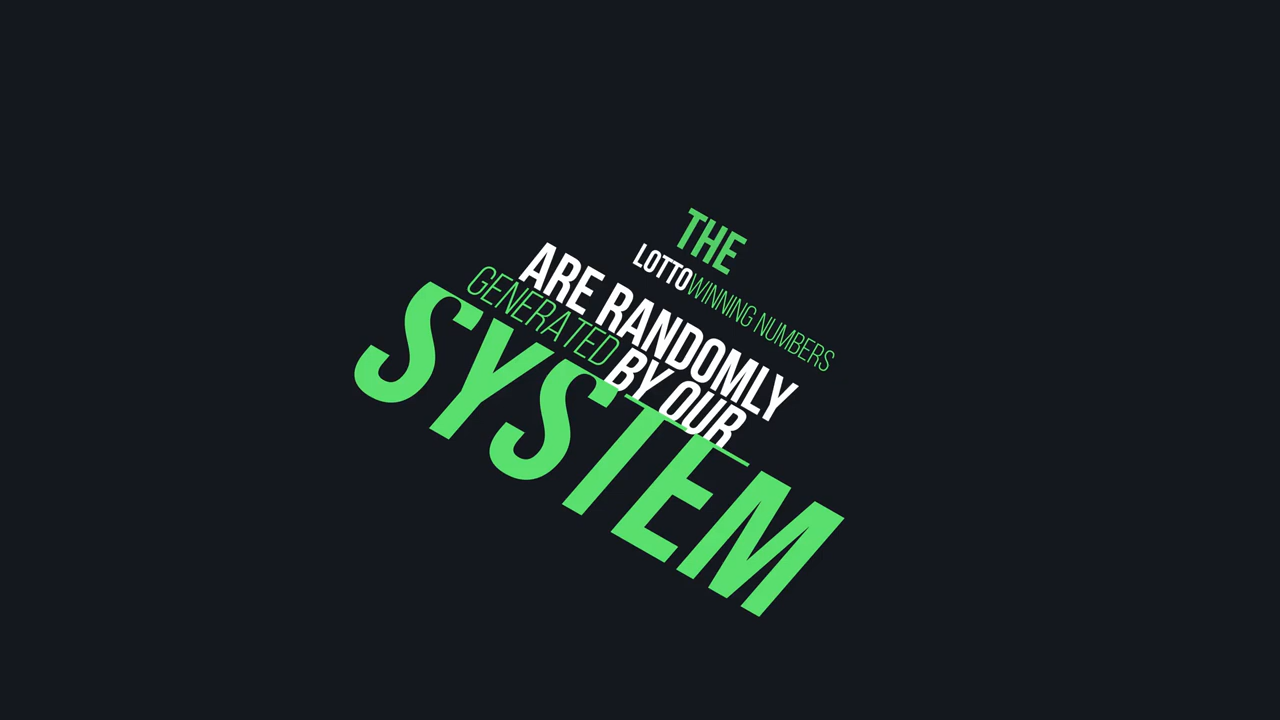 THE
LOTTO WINNING NUMBERS
ARE RANDOMLY
GENERATED BY OUR
SYSTEM